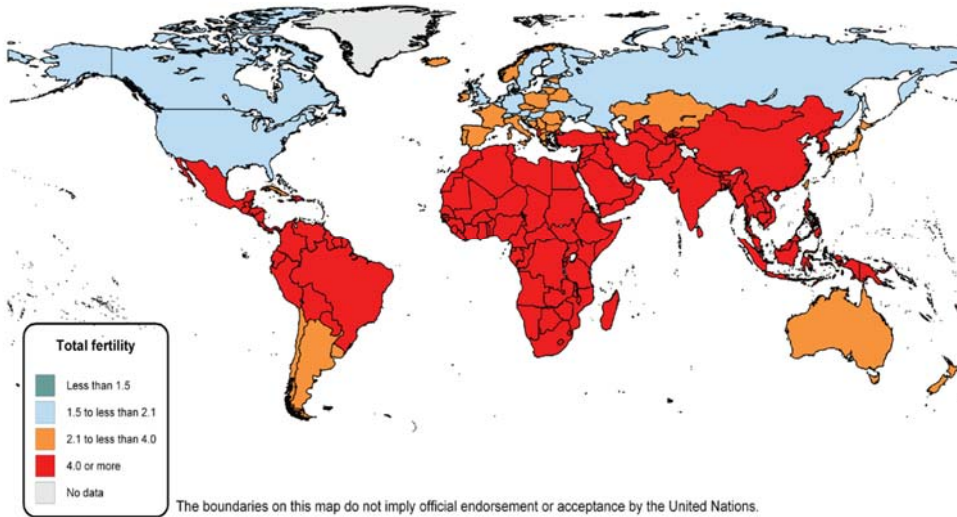 Total fertility
Less than 1.5
1.5 to less than 2.1
2.1 to less than 4.0
4.0 or more
No data
The boundaries on this map do not imply official endorsement or acceptance by the United Nations.